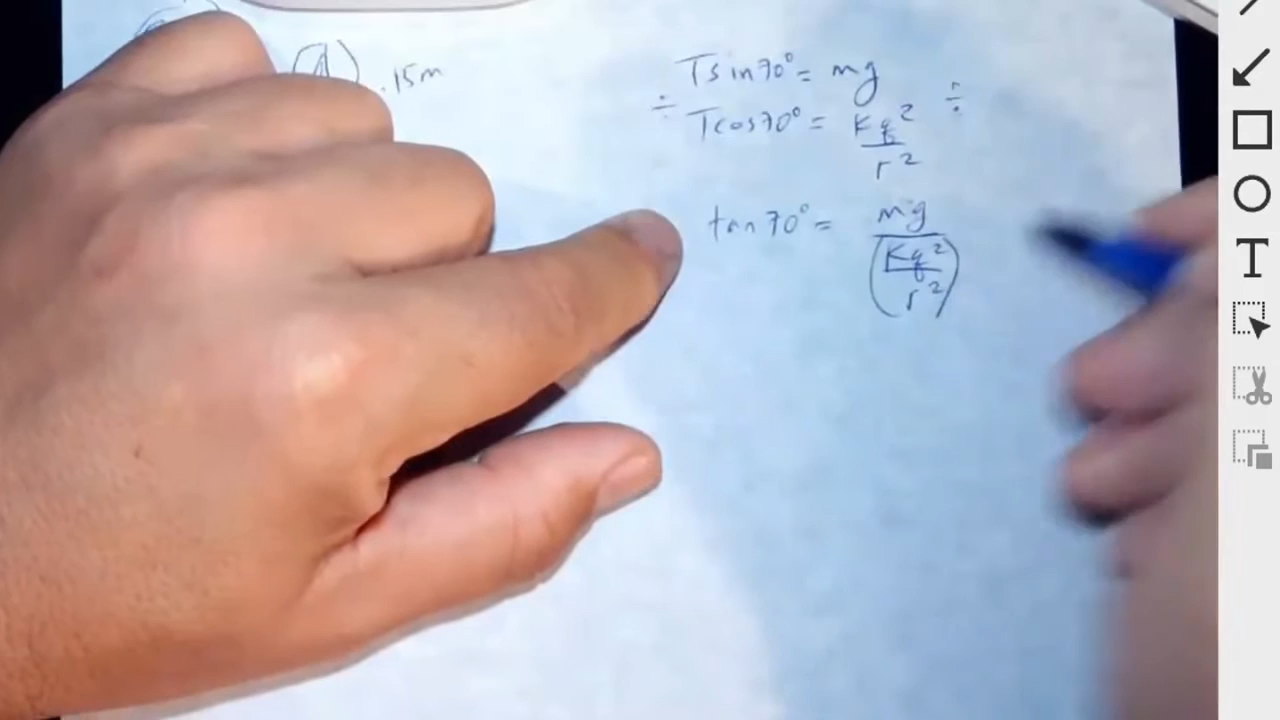 .15m
Tsin70° = mg
÷ Tcos70° = Kq² / r² ÷
tan70° = mg / (Kq² / r²)
T